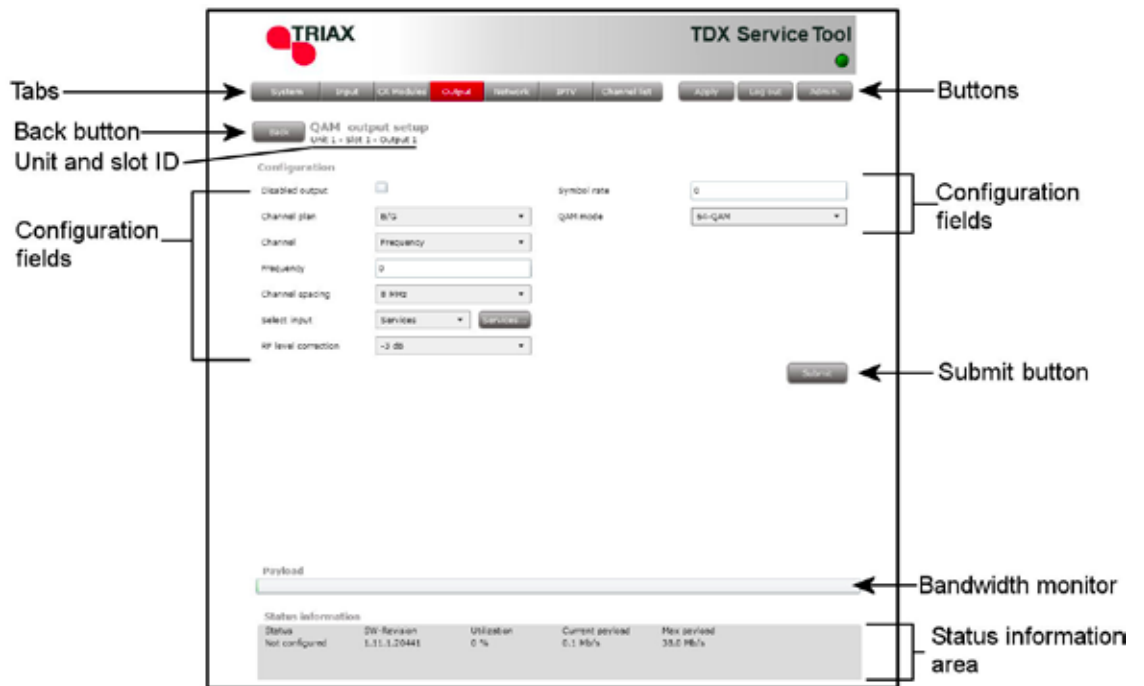 TRIAX
TDX Service Tool
Tabs
System Input CA Modules Output Network IPTV Channel list Apply Log out Admin
Buttons
Back button
Back QAM output setup
Unit and slot ID
Unit 1 - Slot 1 - Output 1
Configuration
Disabled output
Symbol rate 0
Channel plan B/G
QAM mode 64-QAM
Configuration fields
Configuration fields
Channel Frequency
Frequency 0
Channel spacing 8 MHz
Select input Services Services...
RF level correction -3 dB
Submit
Submit button
Payload
Bandwidth monitor
Status information
Status SW-Revision Utilization Current payload Max payload
Not configured 1.11.1.20441 0 % 0.1 Mb/s 38.0 Mb/s
Status information area